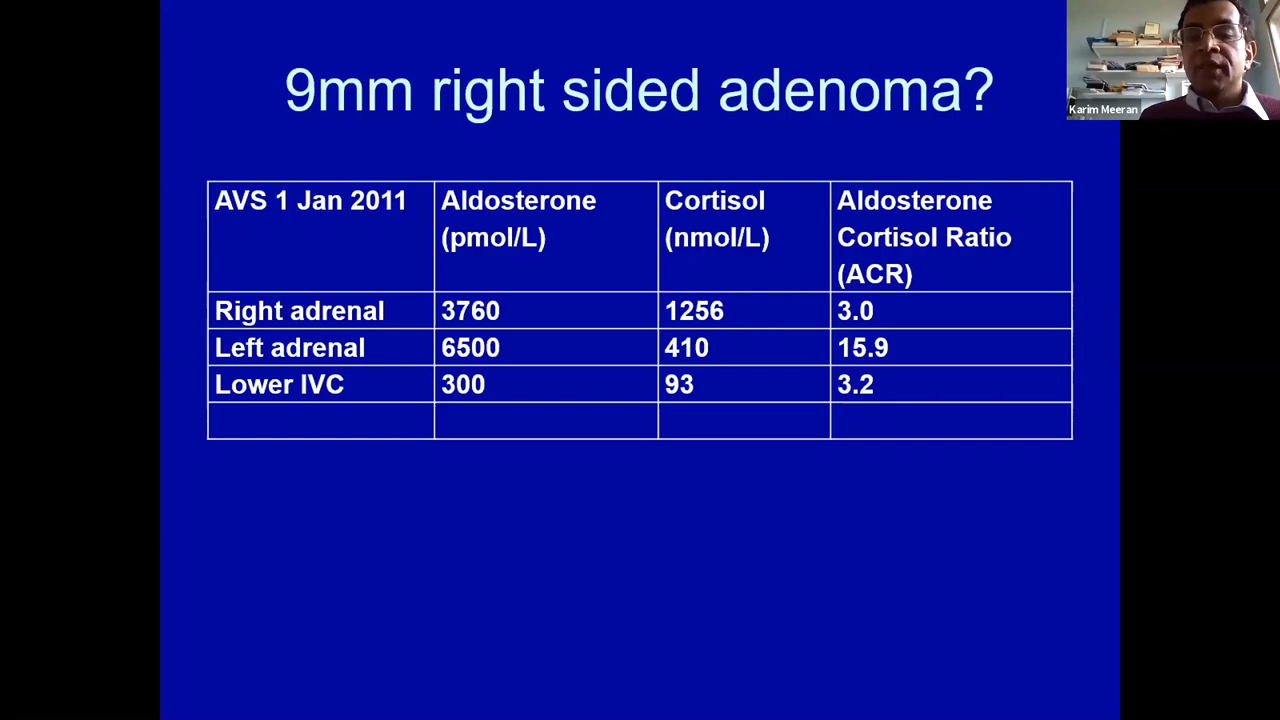 9mm right sided adenoma?
Karim Meeran
AVS 1 Jan 2011 Aldosterone (pmol/L) Cortisol (nmol/L) Aldosterone Cortisol Ratio (ACR)
Right adrenal 3760 1256 3.0
Left adrenal 6500 410 15.9
Lower IVC 300 93 3.2